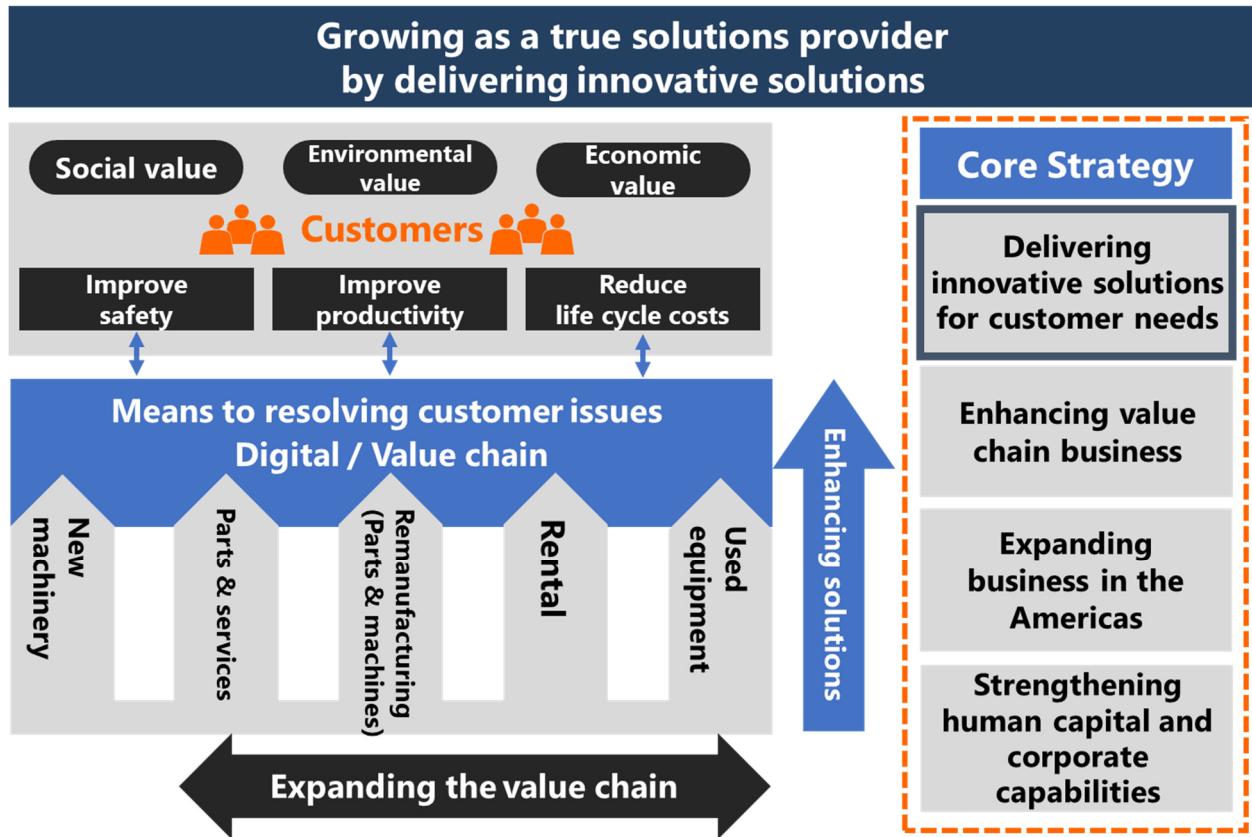 Growing as a true solutions provider
by delivering innovative solutions
Social value
Environmental
value
Economic
value
Customers
Improve
safety
Improve
productivity
Reduce
life cycle costs
Means to resolving customer issues
Digital / Value chain
New
machinery
Parts & services
Remanufacturing
(Parts & machines)
Rental
Used
equipment
Expanding the value chain
Enhancing solutions
Core Strategy
Delivering
innovative solutions
for customer needs
Enhancing value
chain business
Expanding
business in the
Americas
Strengthening
human capital and
corporate
capabilities